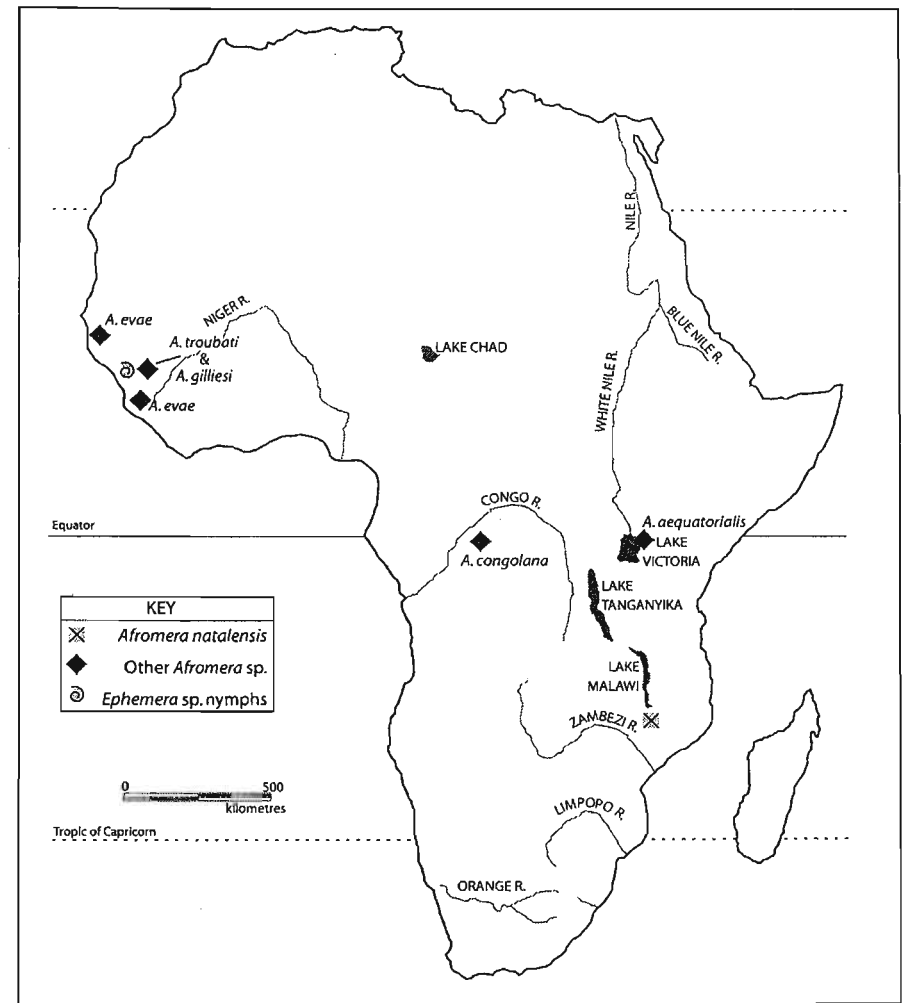 NILE R.
A. evae
NIGER R.
A. troubati
&
A. gilliesi
A. evae
LAKE CHAD
BLUE NILE R.
WHITE NILE R.
CONGO R.
Equator
A. congolana
A. aequatorialis
LAKE
VICTORIA
LAKE
TANGANYIKA
LAKE
MALAWI
ZAMBEZI R.
KEY
Afromera natalensis
Other Afromera sp.
Ephemera sp. nymphs
0 500
kilometres
LIMPOPO R.
Tropic of Capricorn
ORANGE R.